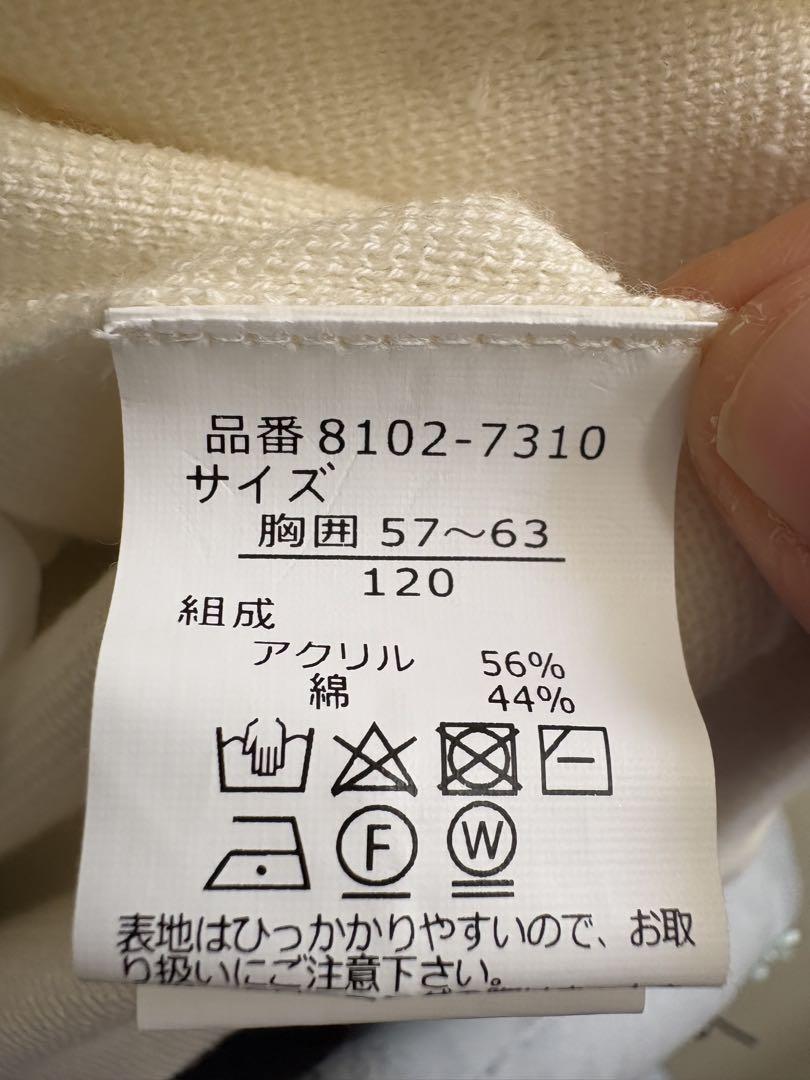 品番 8102-7310
サイズ
胸囲 57～63
120
組成
アクリル 56%
綿 44%
F W
表地はひっかかりやすいので、お取
り扱いにご注意下さい。